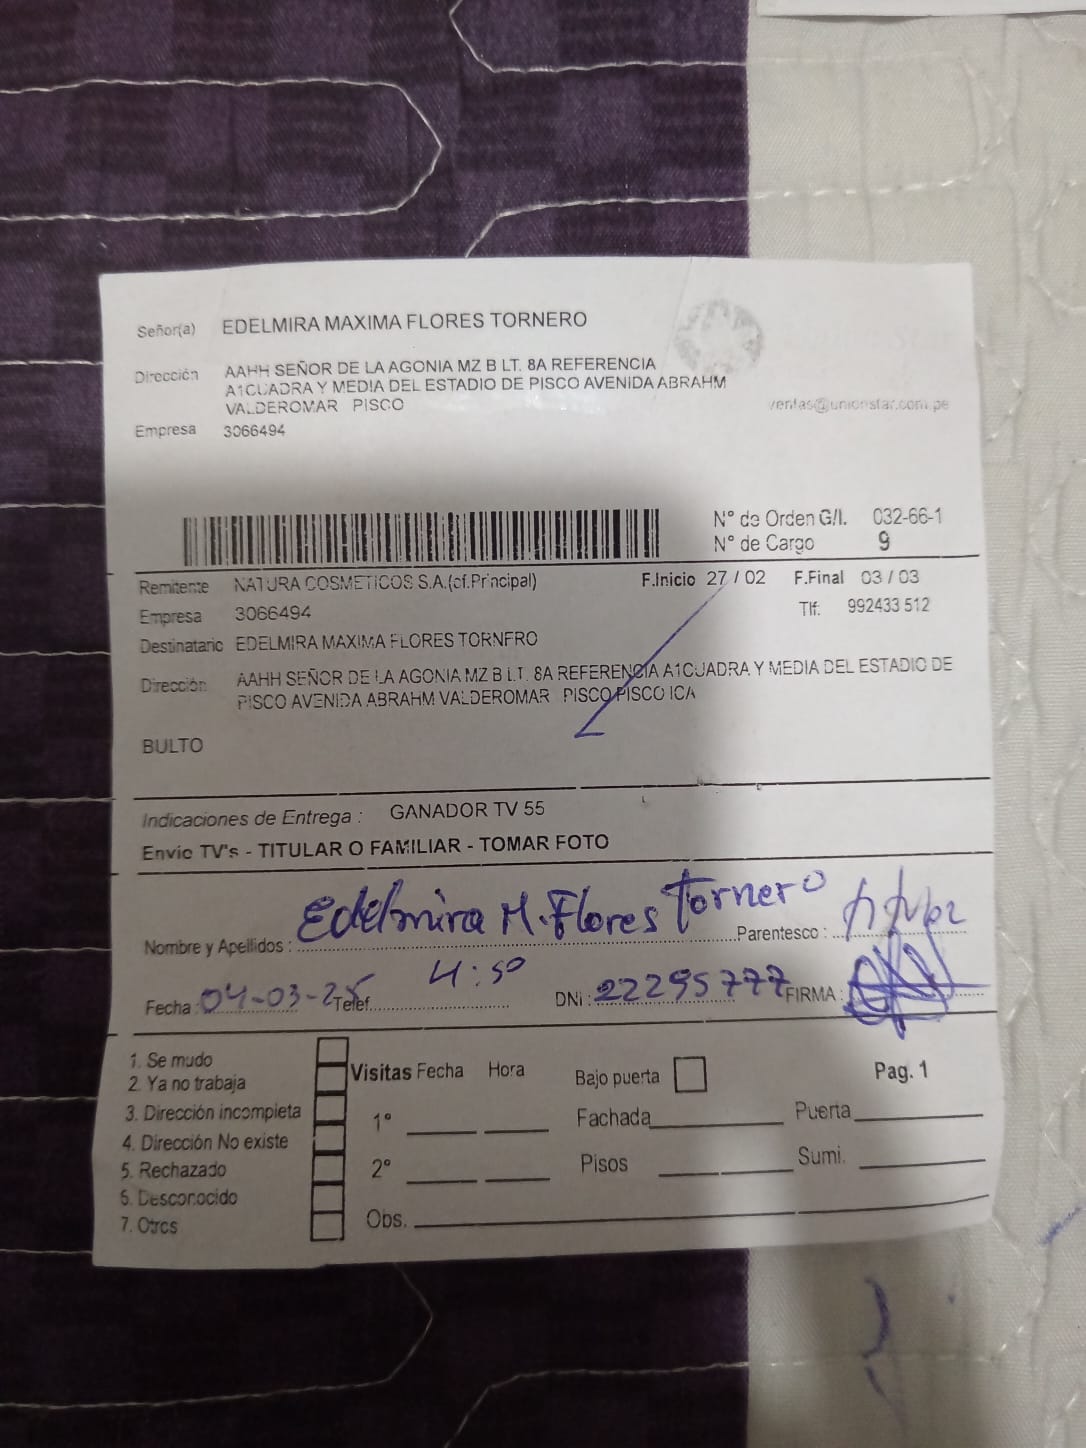 Señor(a) EDELMIRA MAXIMA FLORES TORNERO
Dirección AAHH SEÑOR DE LA AGONIA MZ B LT. 8A REFERENCIA
A1CUADRA Y MEDIA DEL ESTADIO DE PISCO AVENIDA ABRAHM
VALDEROMAR PISCO
ventas@unionstar.com.pe
Empresa 3066494
N° de Orden G/I. 032-66-1
N° de Cargo 9
Remitente NATURA COSMETICOS S.A.(of.Principal) F.Inicio 27 / 02 F.Final 03 / 03
Empresa 3066494 Tlf: 992433 512
Destinatario EDELMIRA MAXIMA FLORES TORNERO
Dirección AAHH SEÑOR DE LA AGONIA MZ B LT. 8A REFERENCIA A1CUADRA Y MEDIA DEL ESTADIO DE
PISCO AVENIDA ABRAHM VALDEROMAR PISCO PISCO ICA
BULTO
Indicaciones de Entrega : GANADOR TV 55
Envio TV's - TITULAR O FAMILIAR - TOMAR FOTO
Nombre y Apellidos : Edelmira M. Flores Tornero Parentesco :
Fecha : 04-03-25 Telef. 4:50 DNI : 22295777 FIRMA :
1. Se mudo
2. Ya no trabaja
3. Dirección incompleta
4. Dirección No existe
5. Rechazado
6. Desconocido
7. Otros
Visitas Fecha Hora
1°
2°
Obs.
Bajo puerta Pag. 1
Fachada Puerta
Pisos Sumi.